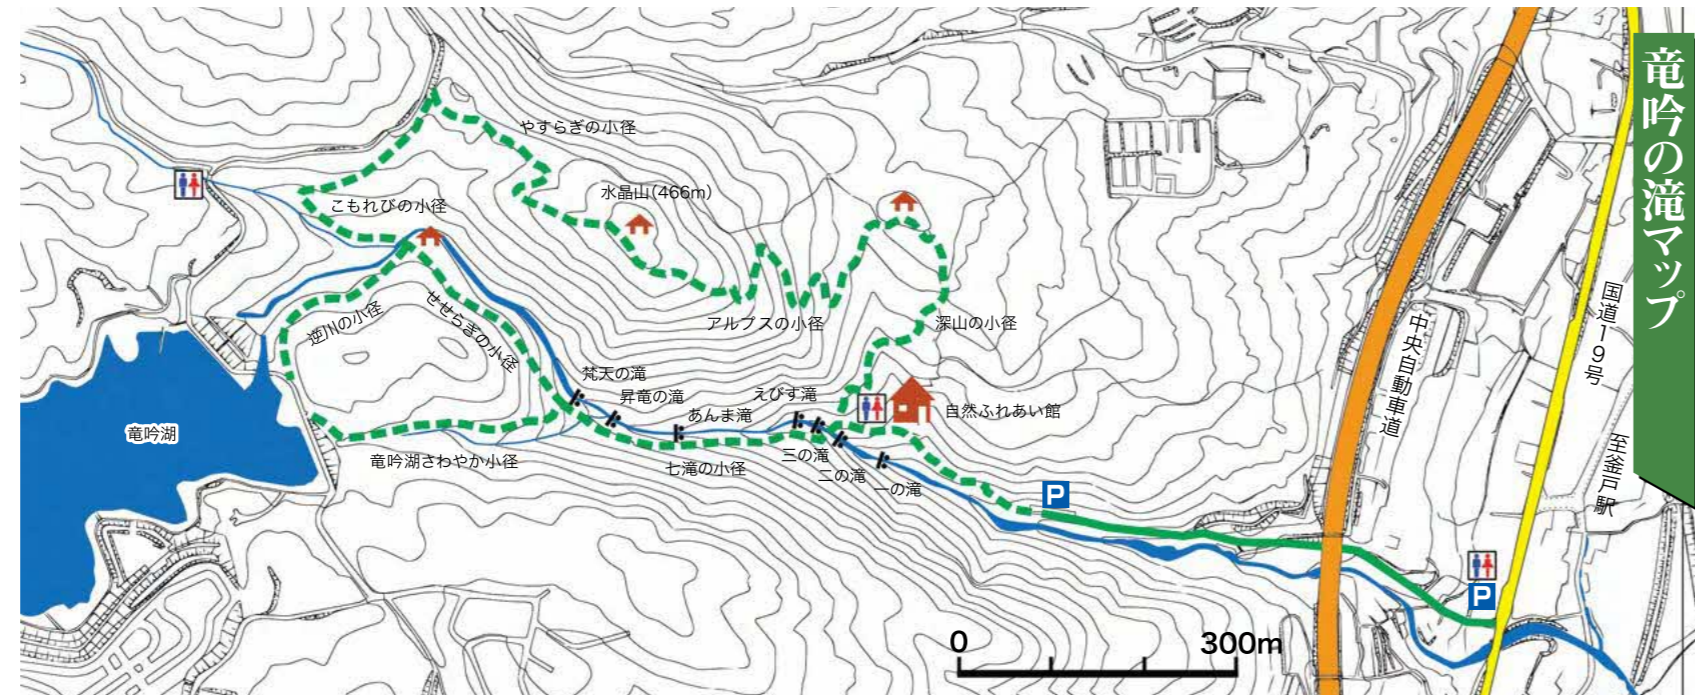 竜吟の滝マップ
やすらぎの小径
水晶山(466m)
こもれびの小径
逆川の小径
せせらぎの小径
アルプスの小径
深山の小径
国道19号
中央自動車道
至釜戸駅
梵天の滝
昇竜の滝
あんま滝
えびす滝
自然ふれあい館
竜吟湖
竜吟湖さわやか小径
七滝の小径
三の滝
二の滝
一の滝
P
P
0 300m